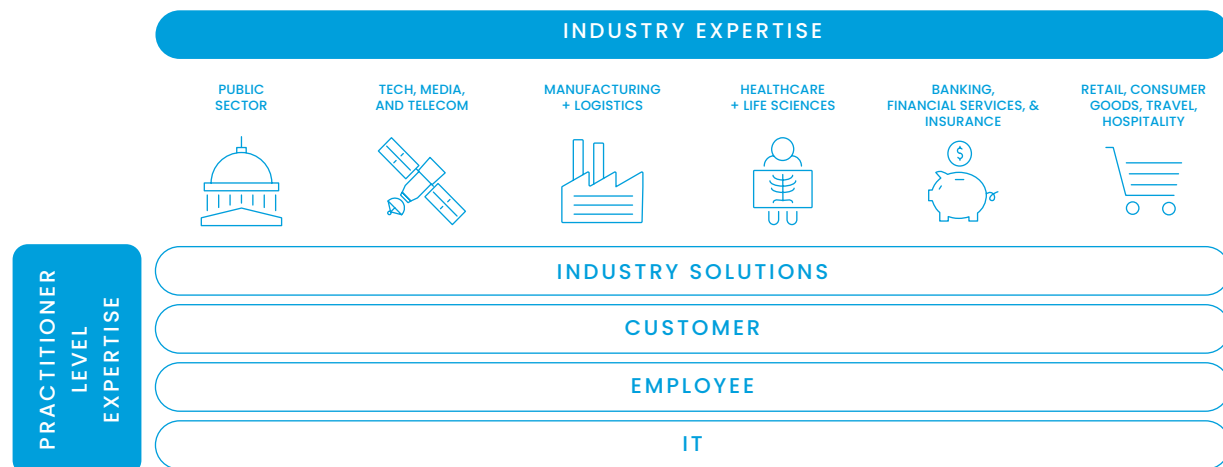 INDUSTRY EXPERTISE
PUBLIC
SECTOR
TECH, MEDIA,
AND TELECOM
MANUFACTURING
+ LOGISTICS
HEALTHCARE
+ LIFE SCIENCES
BANKING,
FINANCIAL SERVICES, &
INSURANCE
RETAIL, CONSUMER
GOODS, TRAVEL,
HOSPITALITY
$
PRACTITIONER
LEVEL
EXPERTISE
INDUSTRY SOLUTIONS
CUSTOMER
EMPLOYEE
IT